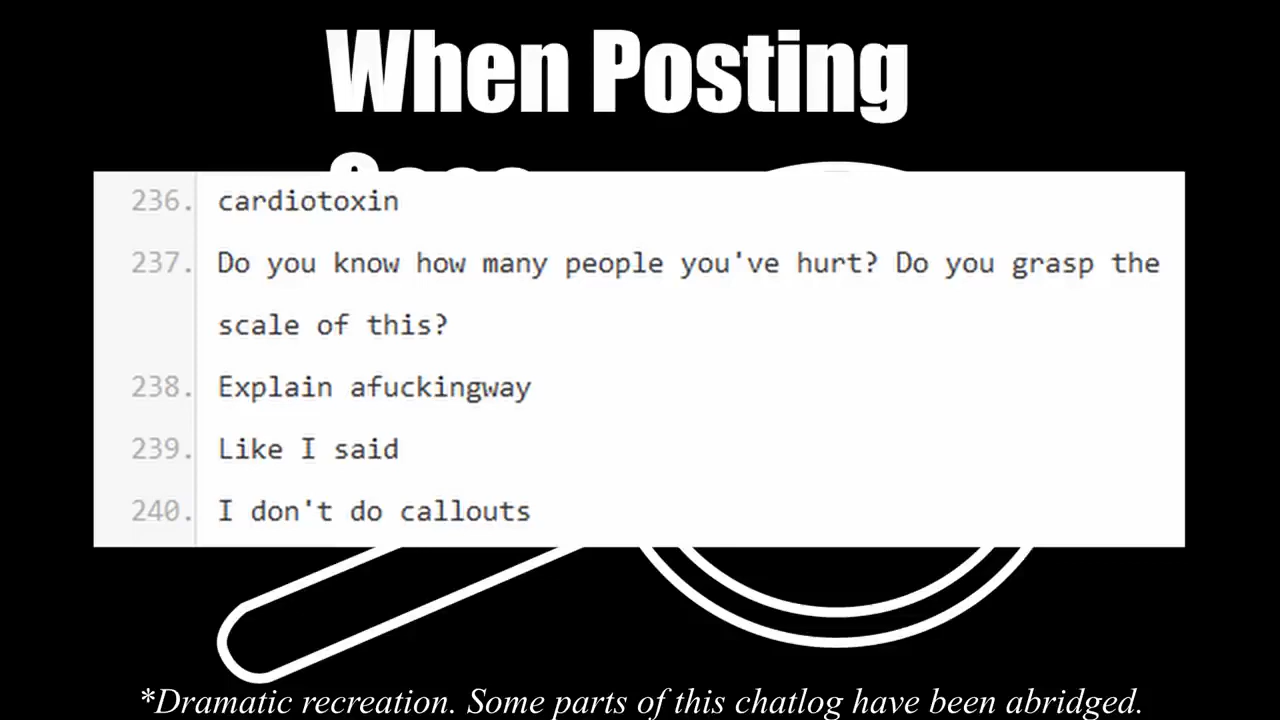 When Posting
236. cardiotoxin
237. Do you know how many people you've hurt? Do you grasp the
scale of this?
238. Explain afuckingway
239. Like I said
240. I don't do callouts
*Dramatic recreation. Some parts of this chatlog have been abridged.